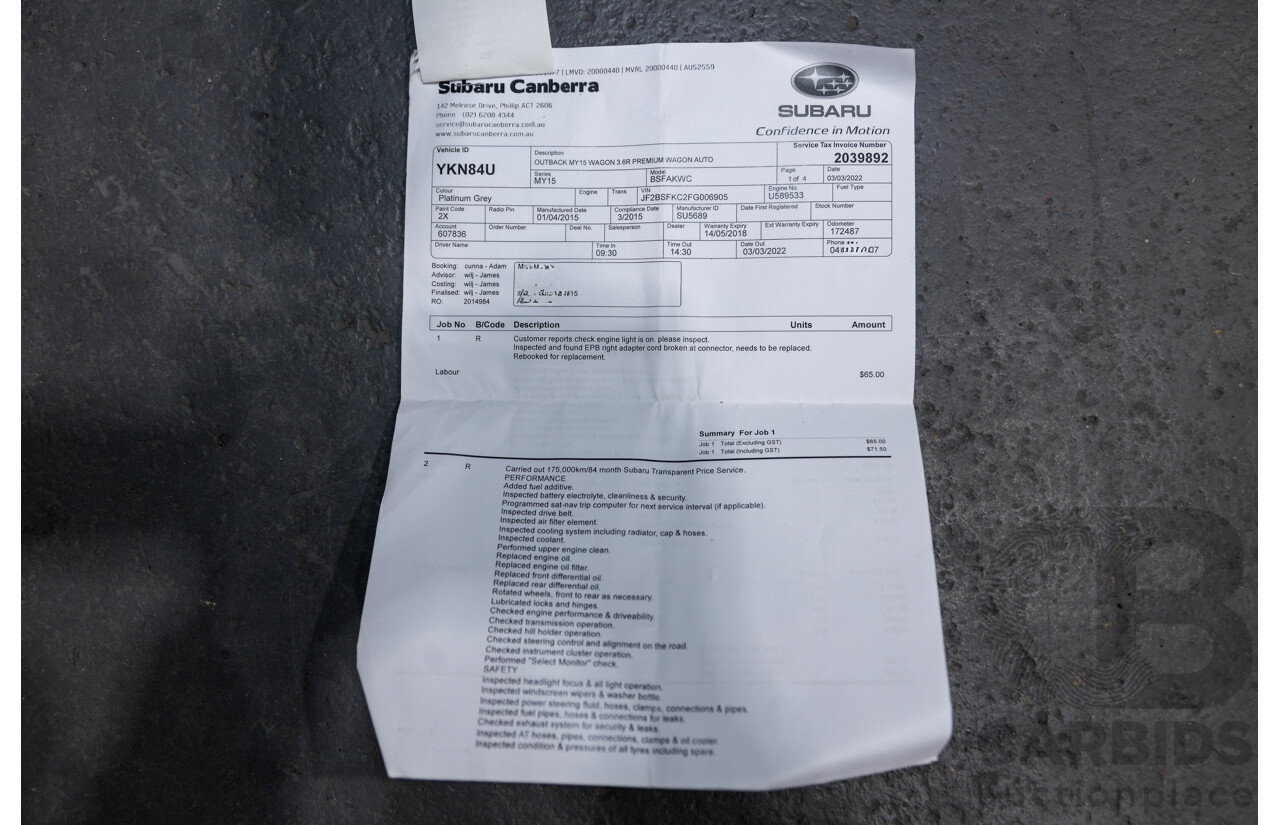 LMVD: 20000440 | MVRL 20000440 | AU52559
Subaru Canberra
142 Melrose Drive, Phillip ACT 2606
Phone (02) 6208 4344
service@subarucanberra.com.au
www.subarucanberra.com.au
SUBARU
Confidence in Motion
Vehicle ID
YKN84U
Description
OUTBACK MY15 WAGON 3.6R PREMIUM WAGON AUTO
Service Tax Invoice Number
2039892
Series
MY15
Model
BSFAKWC
Page
1 of 4
Date
03/03/2022
Colour
Platinum Grey
Engine
Trans
VIN
JF2BSFKC2FG006905
Engine No.
U589533
Fuel Type
Paint Code
2X
Radio Pin
Manufactured Date
01/04/2015
Compliance Date
3/2015
Manufacturer ID
SU5689
Date First Registered
Stock Number
Account
607836
Order Number
Deal No.
Salesperson
Dealer
Warranty Expiry
14/05/2018
Ext Warranty Expiry
Odometer
172487
Driver Name
Time In
09:30
Time Out
14:30
Date Out
03/03/2022
Phone
Booking: cunna - Adam
Advisor: wilj - James
Costing: wilj - James
Finalised: wilj - James
RO: 2014984
Job No B/Code Description Units Amount
1 R Customer reports check engine light is on. please inspect.
Inspected and found EPB right adapter cord broken at connector, needs to be replaced.
Rebooked for replacement.
Labour $65.00
Summary For Job 1
Job 1 Total (Excluding GST) $65.00
Job 1 Total (Including GST) $71.50
2 R Carried out 175,000km/84 month Subaru Transparent Price Service.
PERFORMANCE
Added fuel additive.
Inspected battery electrolyte, cleanliness & security.
Programmed sat-nav trip computer for next service interval (if applicable).
Inspected drive belt.
Inspected air filter element.
Inspected cooling system including radiator, cap & hoses.
Inspected coolant.
Performed upper engine clean.
Replaced engine oil.
Replaced engine oil filter.
Replaced front differential oil.
Replaced rear differential oil.
Rotated wheels, front to rear as necessary.
Lubricated locks and hinges.
Checked engine performance & driveability.
Checked transmission operation.
Checked hill holder operation.
Checked steering control and alignment on the road.
Checked instrument cluster operation.
Performed "Select Monitor" check.
SAFETY
Inspected headlight focus & all light operation.
Inspected windscreen wipers & washer bottle.
Inspected power steering fluid, hoses, clamps, connections & pipes.
Inspected fuel pipes, hoses & connections for leaks.
Checked exhaust system for security & leaks.
Inspected AT hoses, pipes, connections, clamps & oil cooler.
Inspected condition & pressures of all tyres including spare.
CARBIDS
Auctionplace